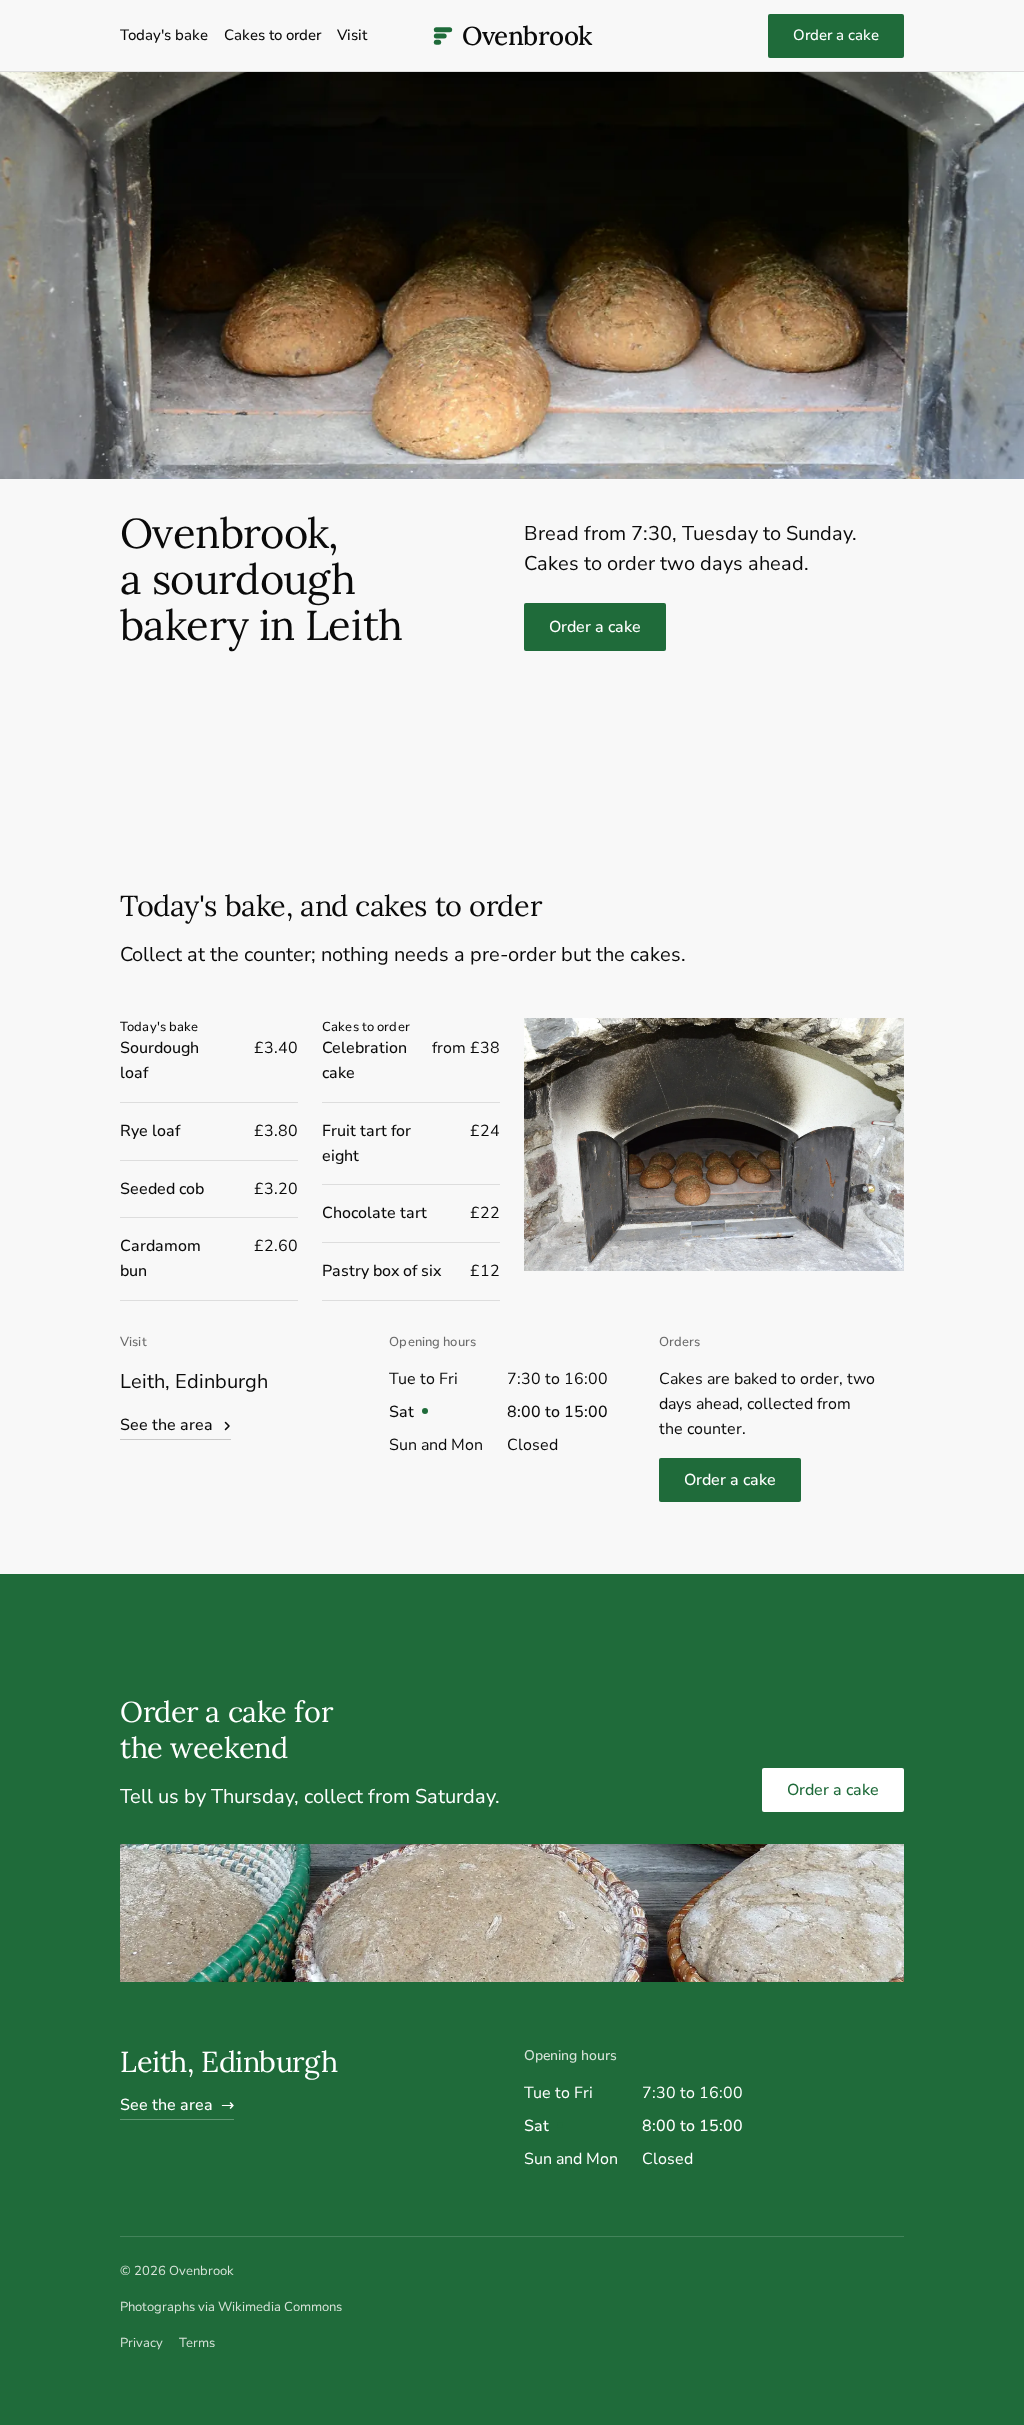 Today's bake Cakes to order Visit
Ovenbrook
Order a cake
Ovenbrook,
a sourdough
bakery in Leith
Bread from 7:30, Tuesday to Sunday.
Cakes to order two days ahead.
Order a cake
Today's bake, and cakes to order
Collect at the counter; nothing needs a pre-order but the cakes.
Today's bake
Sourdough loaf £3.40
Rye loaf £3.80
Seeded cob £3.20
Cardamom bun £2.60
Cakes to order
Celebration cake from £38
Fruit tart for eight £24
Chocolate tart £22
Pastry box of six £12
Visit
Leith, Edinburgh
See the area
Opening hours
Tue to Fri 7:30 to 16:00
Sat 8:00 to 15:00
Sun and Mon Closed
Orders
Cakes are baked to order, two
days ahead, collected from
the counter.
Order a cake
Order a cake for
the weekend
Tell us by Thursday, collect from Saturday.
Order a cake
Leith, Edinburgh
See the area →
Opening hours
Tue to Fri 7:30 to 16:00
Sat 8:00 to 15:00
Sun and Mon Closed
© 2026 Ovenbrook
Photographs via Wikimedia Commons
Privacy Terms